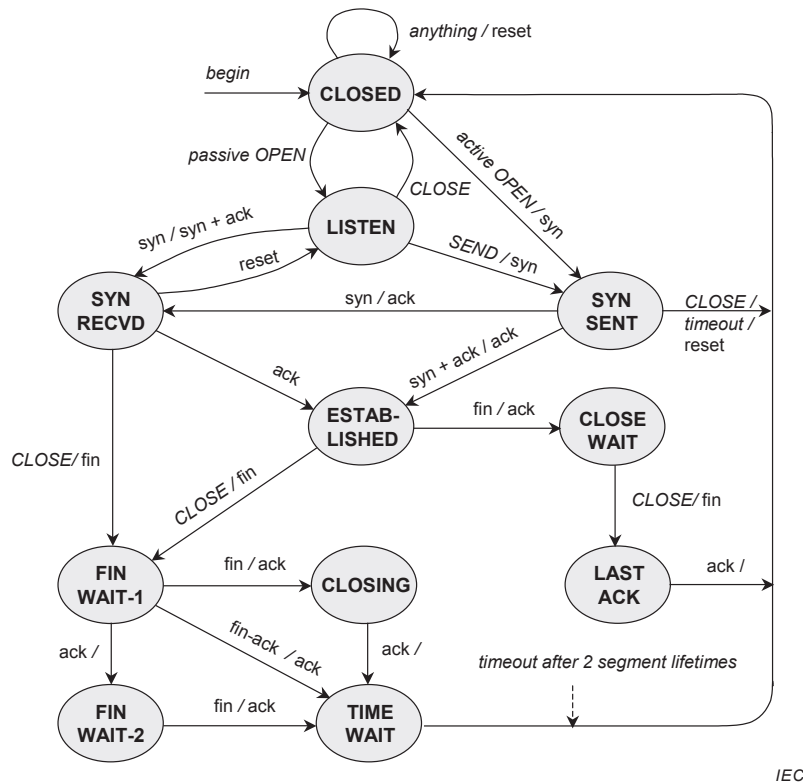 anything / reset
begin
CLOSED
passive OPEN
CLOSE
active OPEN / syn
LISTEN
syn / syn + ack
SEND / syn
reset
SYN
RECVD
syn / ack
SYN
SENT
CLOSE /
timeout /
reset
ack
syn + ack / ack
ESTAB-
LISHED
fin / ack
CLOSE
WAIT
CLOSE/ fin
CLOSE / fin
CLOSE/ fin
FIN
WAIT-1
fin / ack
CLOSING
LAST
ACK
ack /
ack /
fin-ack / ack
ack /
timeout after 2 segment lifetimes
FIN
WAIT-2
fin / ack
TIME
WAIT
IEC